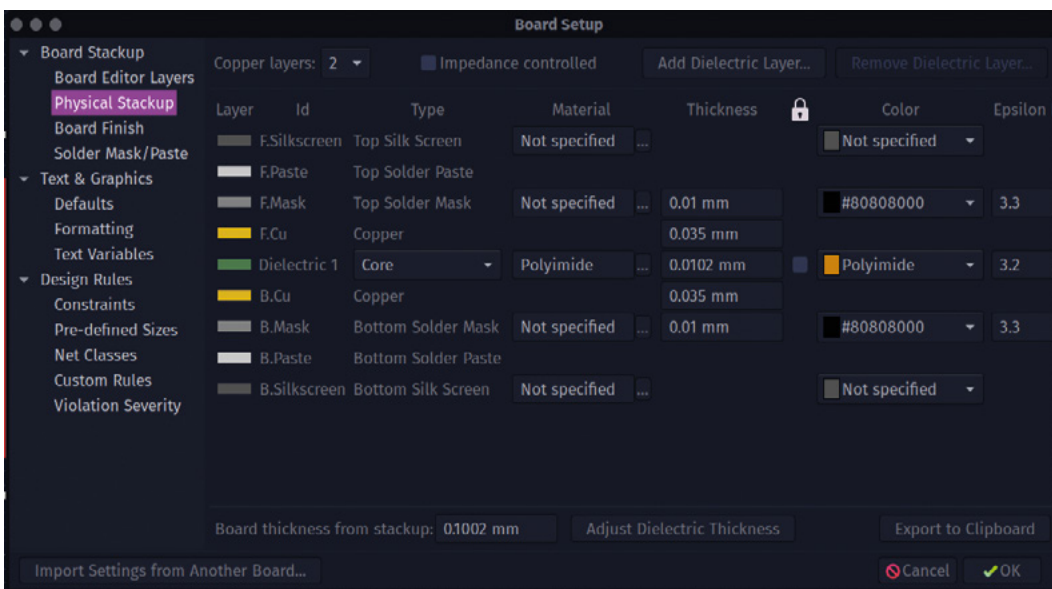 Board Setup
Board Stackup
Board Editor Layers
Physical Stackup
Board Finish
Solder Mask/Paste
Text & Graphics
Defaults
Formatting
Text Variables
Design Rules
Constraints
Pre-defined Sizes
Net Classes
Custom Rules
Violation Severity
Copper layers: 2 Impedance controlled Add Dielectric Layer... Remove Dielectric Layer...
Layer Id Type Material Thickness Color Epsilon
F.Silkscreen Top Silk Screen Not specified ... Not specified
F.Paste Top Solder Paste
F.Mask Top Solder Mask Not specified ... 0.01 mm #80808000 3.3
F.Cu Copper 0.035 mm
Dielectric 1 Core Polyimide ... 0.0102 mm Polyimide 3.2
B.Cu Copper 0.035 mm
B.Mask Bottom Solder Mask Not specified ... 0.01 mm #80808000 3.3
B.Paste Bottom Solder Paste
B.Silkscreen Bottom Silk Screen Not specified ... Not specified
Board thickness from stackup: 0.1002 mm Adjust Dielectric Thickness Export to Clipboard
Import Settings from Another Board... Cancel OK